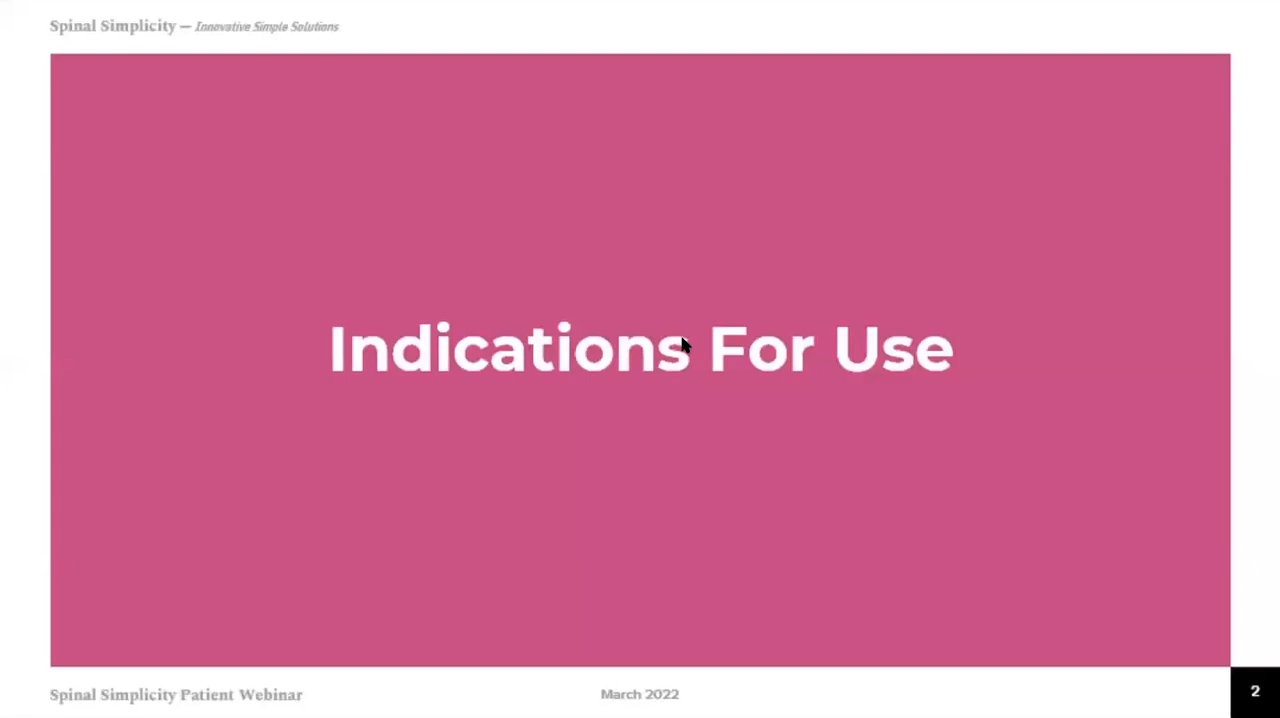 Spinal Simplicity — Innovative Simple Solutions
Indications For Use
Spinal Simplicity Patient Webinar
March 2022
2